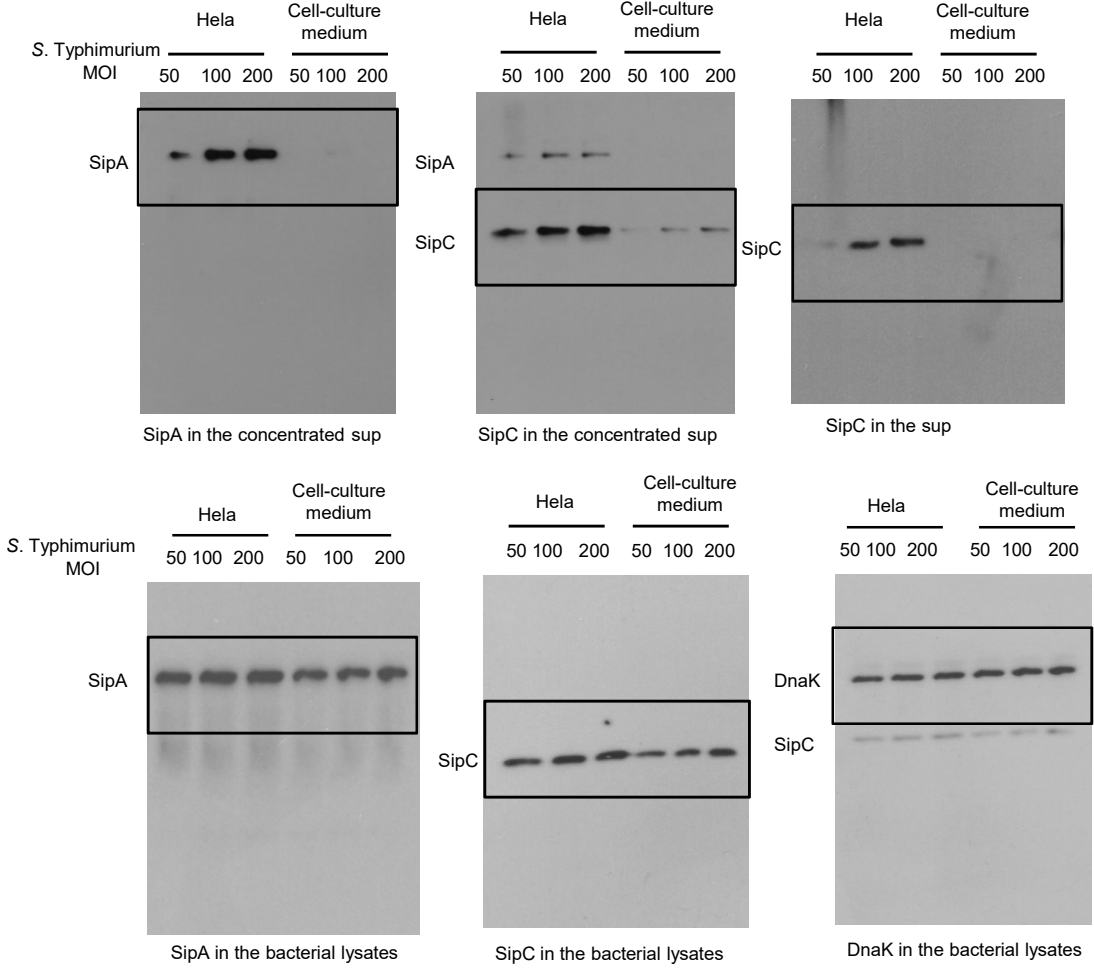 Hela
Cell-culture
medium
S. Typhimurium
MOI
50 100 200 50 100 200
SipA
SipA in the concentrated sup
Hela
Cell-culture
medium
50 100 200 50 100 200
SipA
SipC
SipC in the concentrated sup
Hela
Cell-culture
medium
50 100 200 50 100 200
SipC
SipC in the sup
Hela
Cell-culture
medium
S. Typhimurium
MOI
50 100 200 50 100 200
SipA
SipA in the bacterial lysates
Hela
Cell-culture
medium
50 100 200 50 100 200
SipC
SipC in the bacterial lysates
Hela
Cell-culture
medium
50 100 200 50 100 200
DnaK
SipC
DnaK in the bacterial lysates